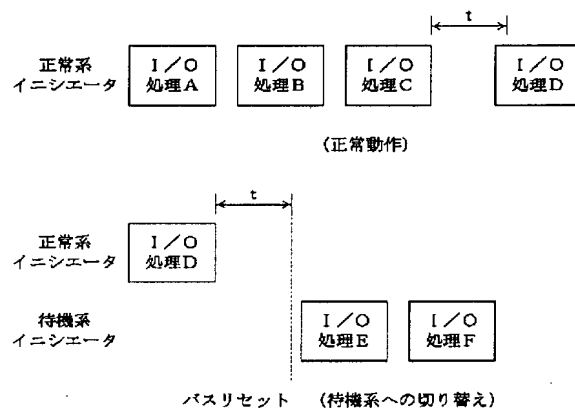 t
正常系
イニシエータ
I/O
処理A
I/O
処理B
I/O
処理C
I/O
処理D
(正常動作)
t
正常系
イニシエータ
I/O
処理D
待機系
イニシエータ
I/O
処理E
I/O
処理F
バスリセット (待機系への切り替え)